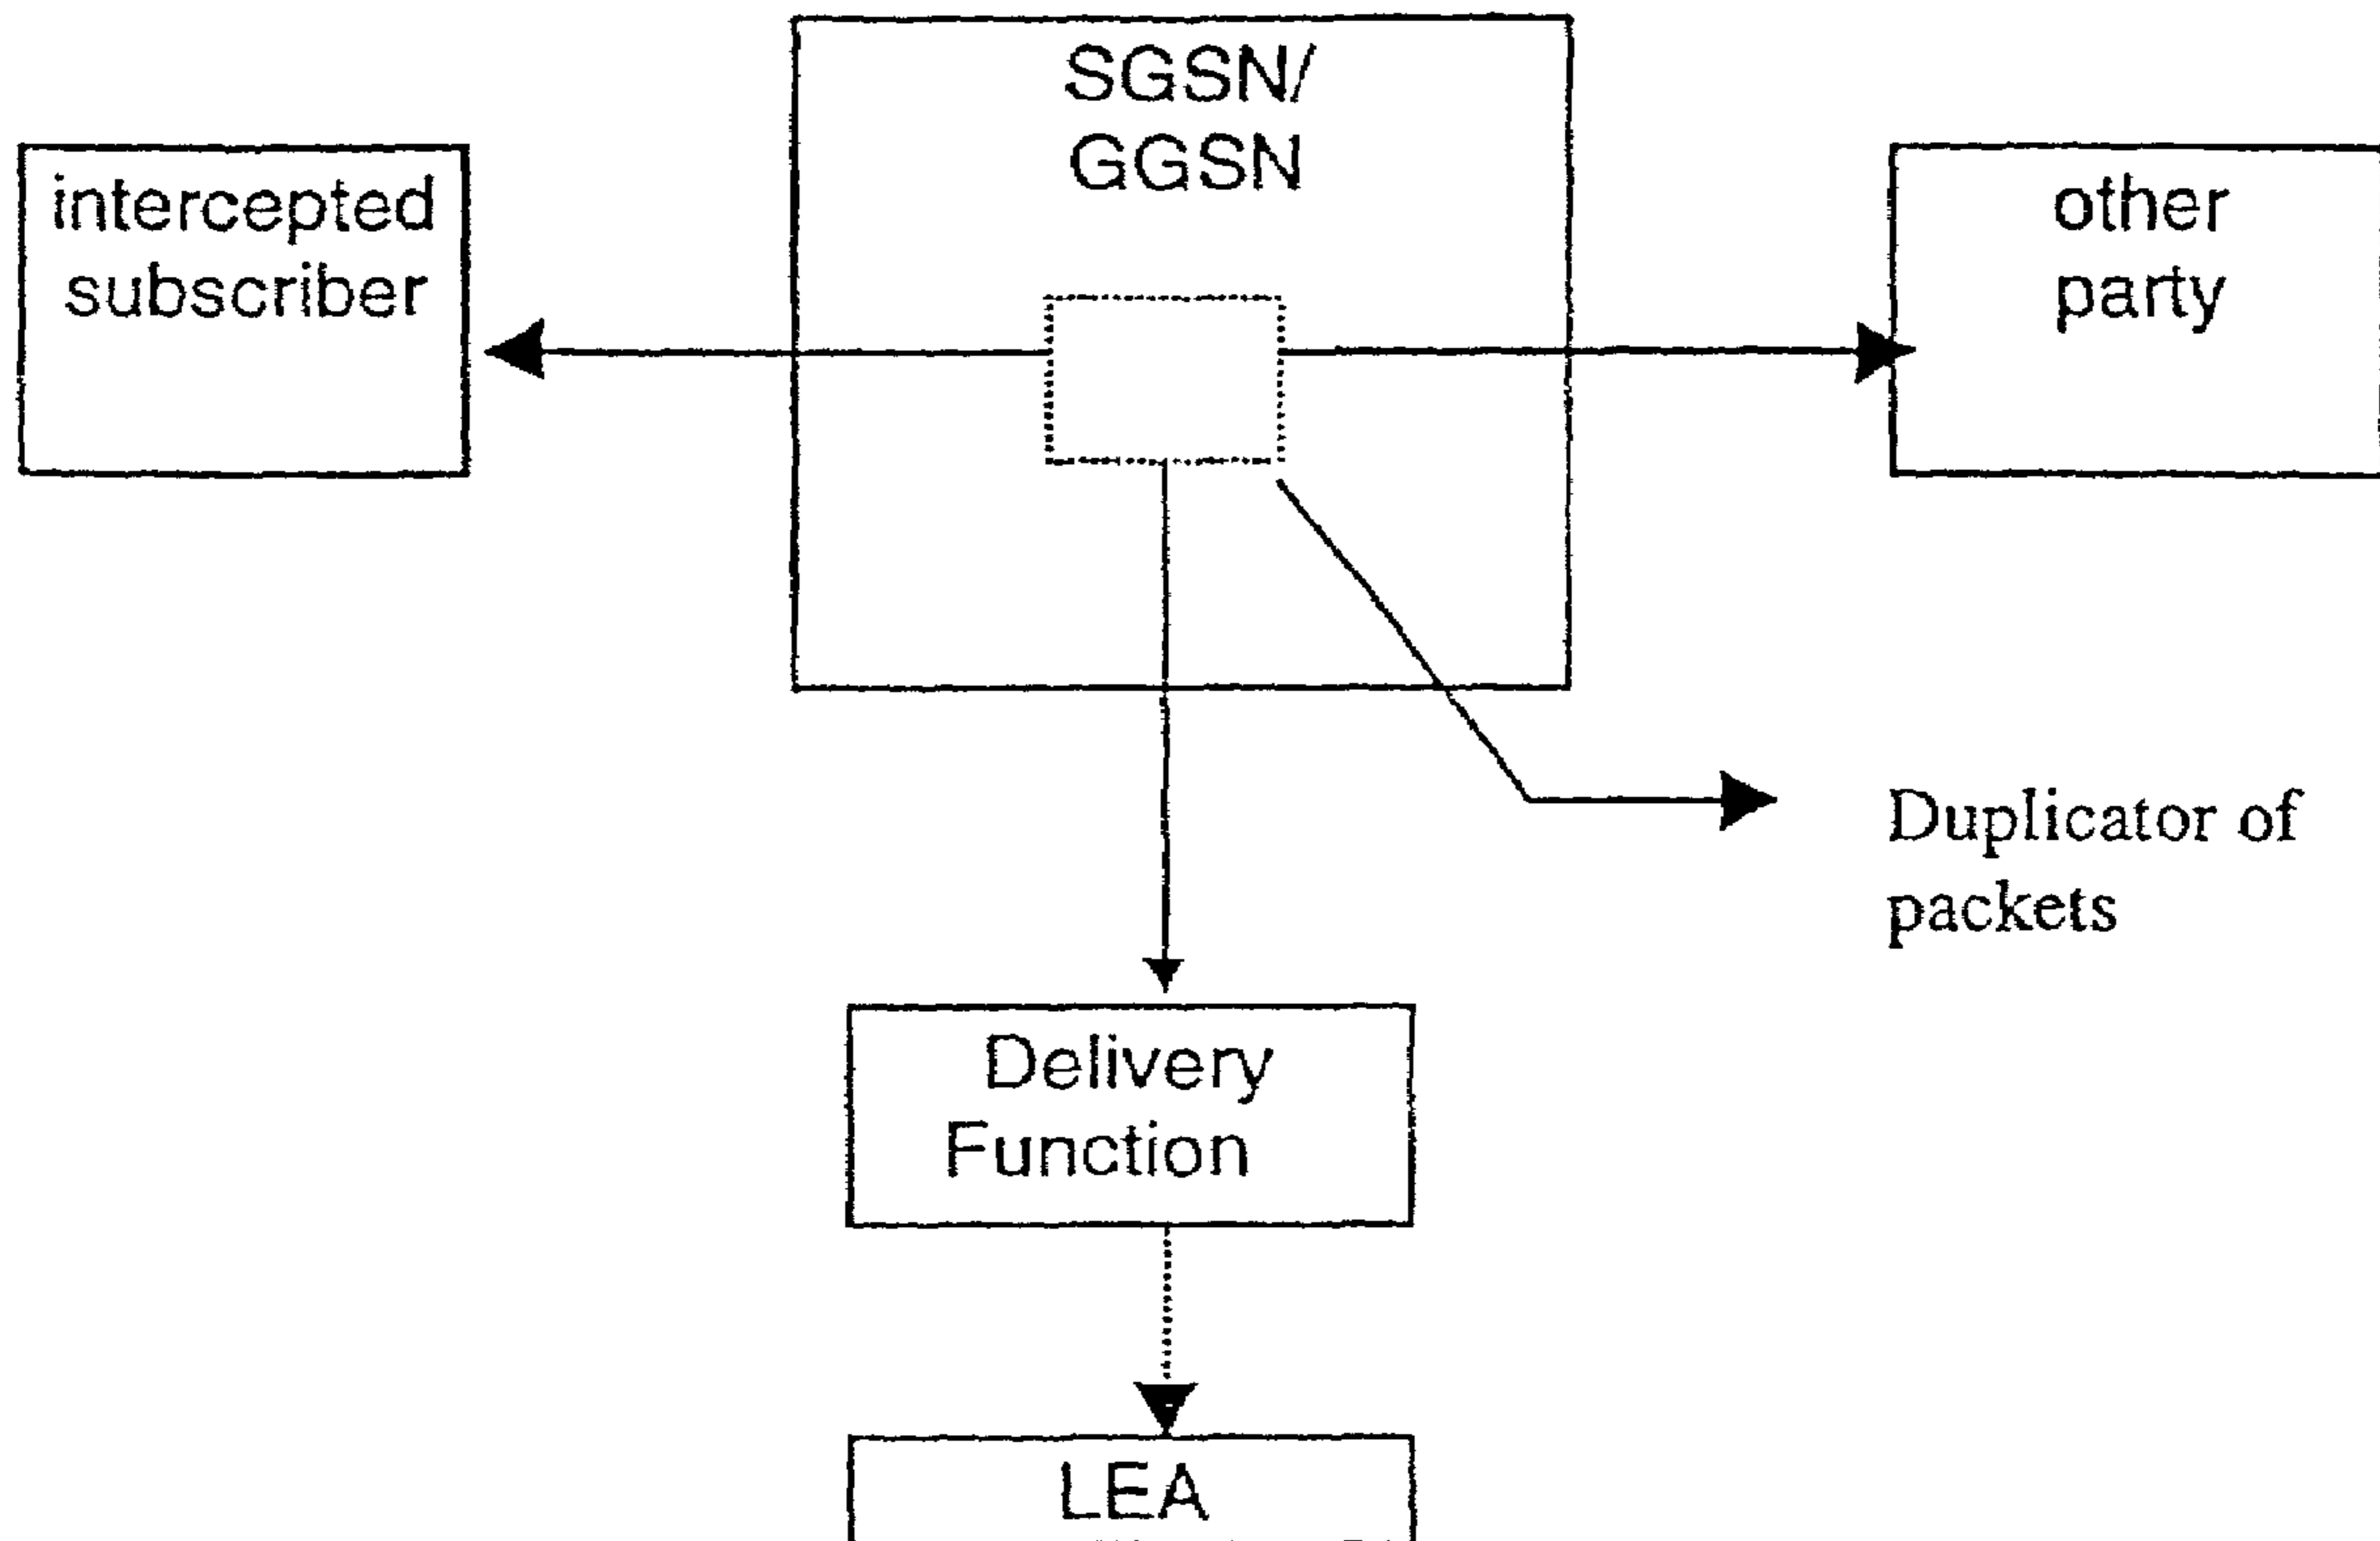 SGSN/
GGSN
intercepted
subscriber
other
party
Duplicator of
packets
Delivery
Function
LEA